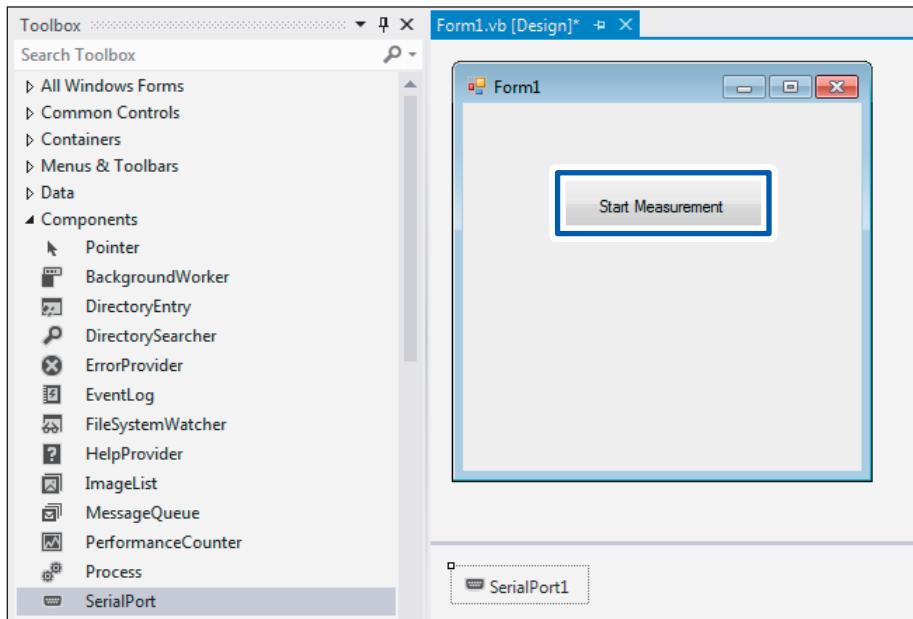 Toolbox
Search Toolbox
All Windows Forms
Common Controls
Containers
Menus & Toolbars
Data
Components
Pointer
BackgroundWorker
DirectoryEntry
DirectorySearcher
ErrorProvider
EventLog
FileSystemWatcher
HelpProvider
ImageList
MessageQueue
PerformanceCounter
Process
SerialPort
Form1.vb [Design]*
Form1
Start Measurement
SerialPort1